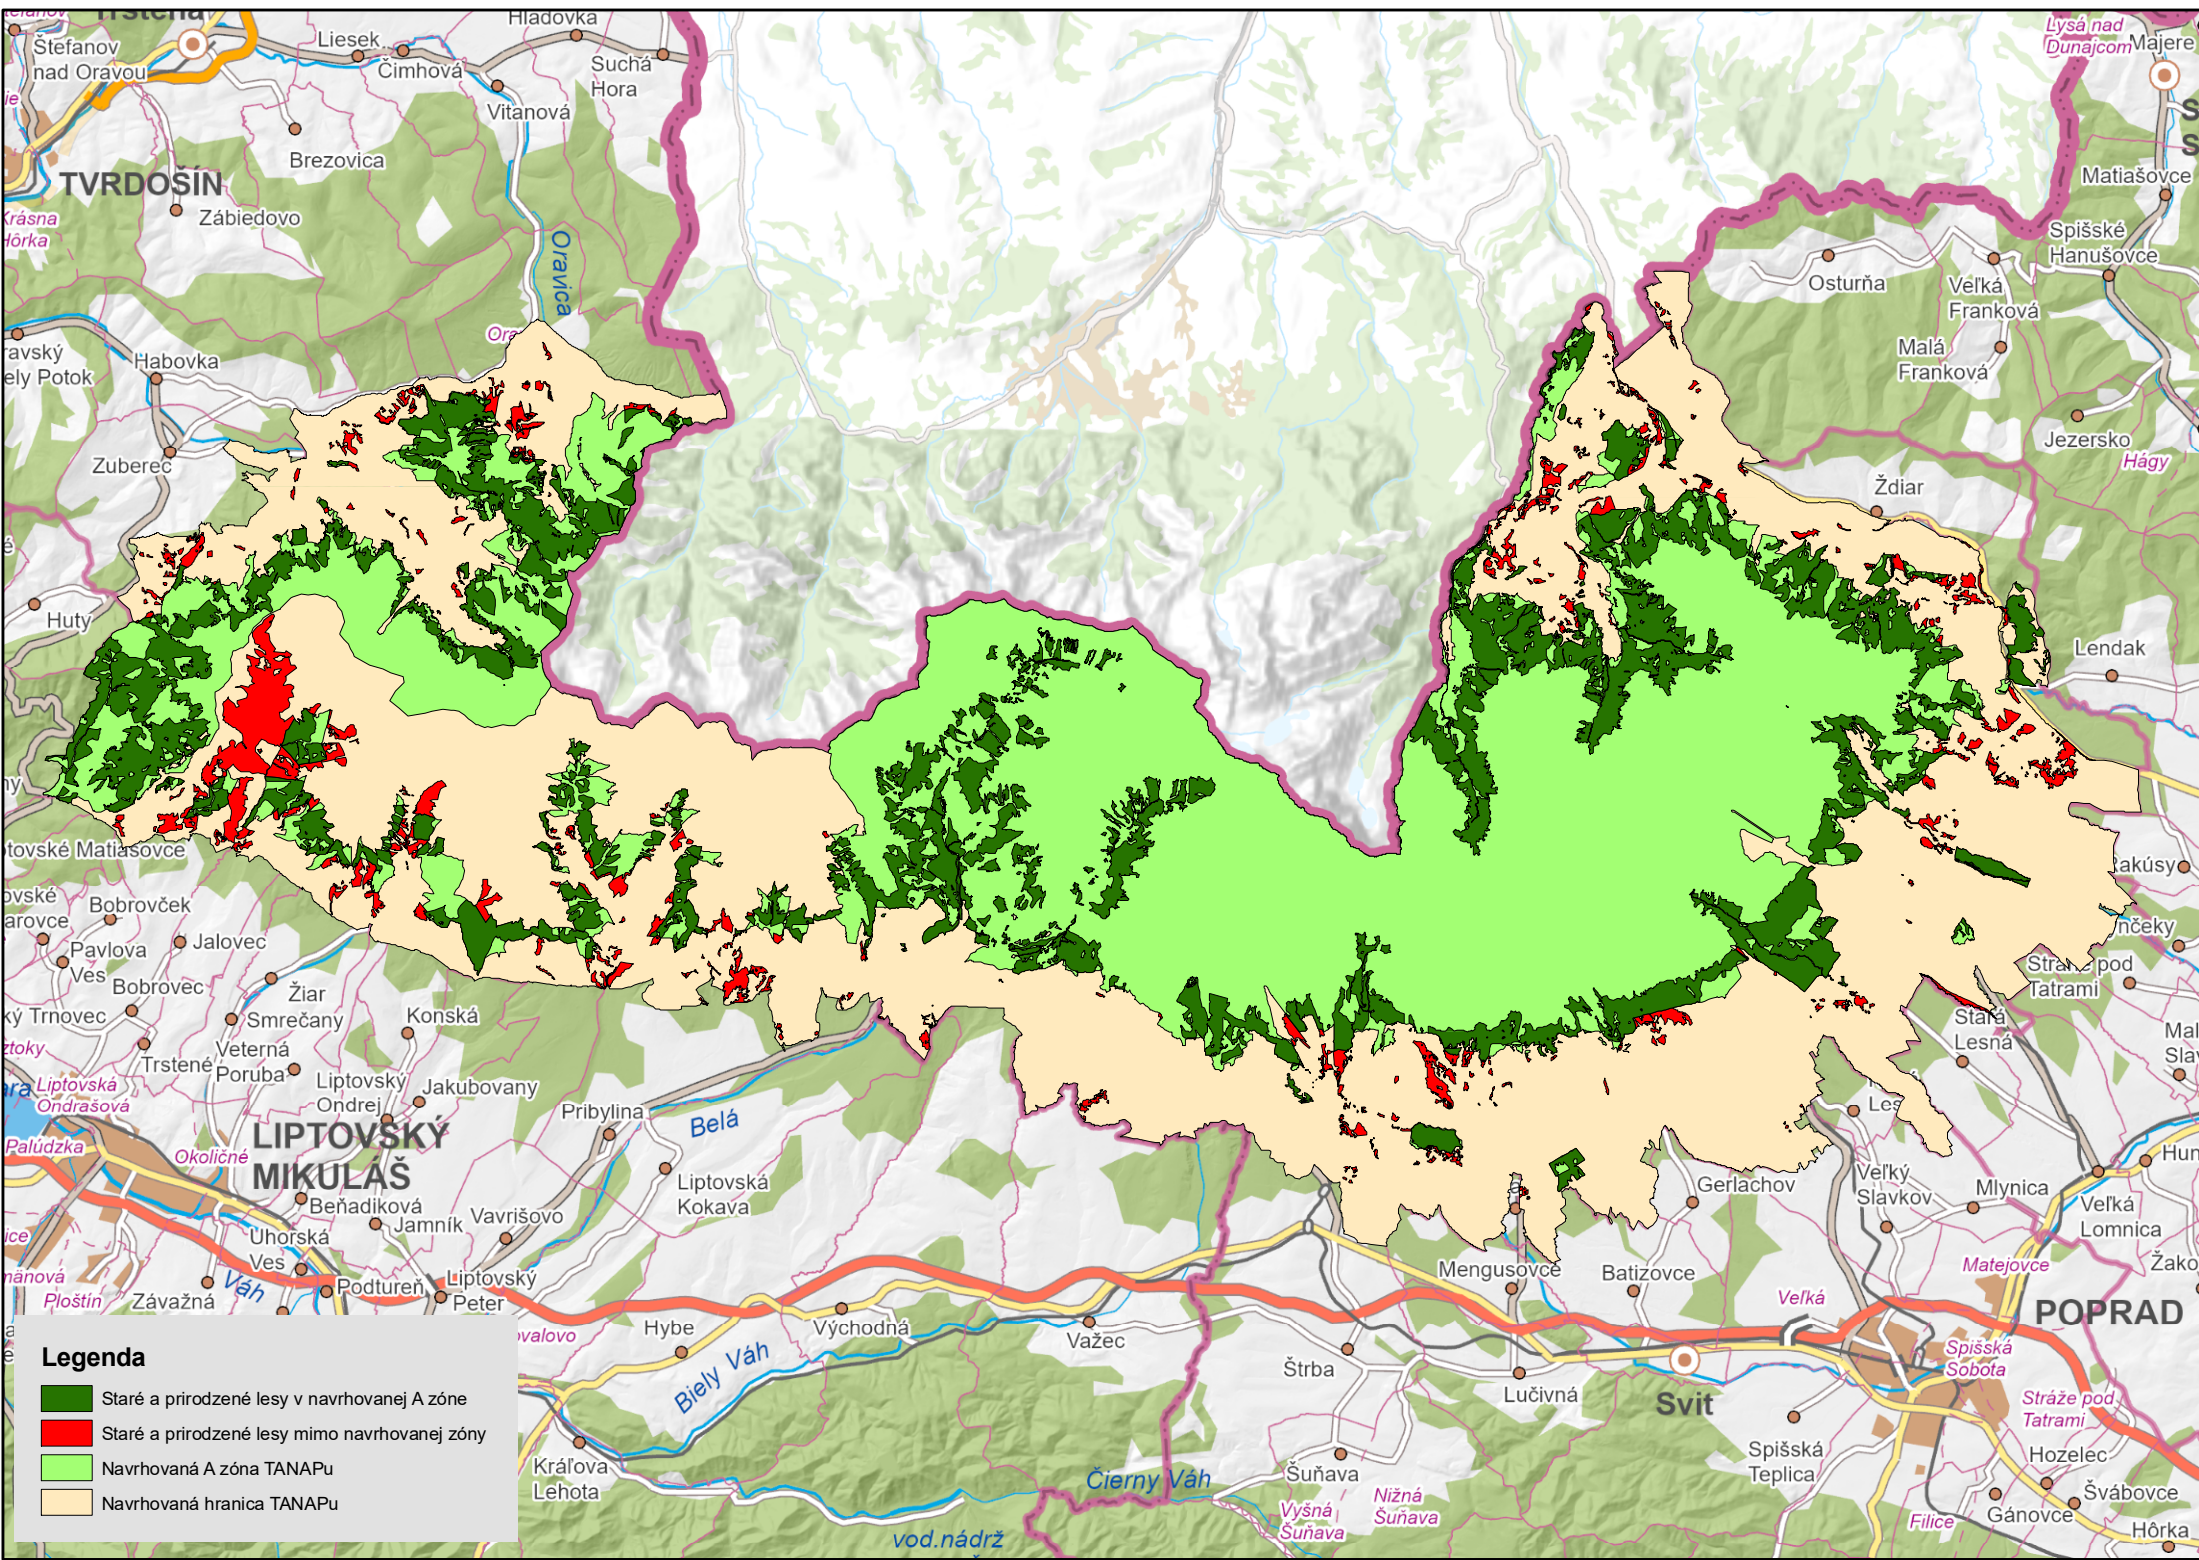 Trstená
Hladovka
Lysá nad
Dunajcom
Majere
Štefanov
nad Oravou
Liesek
Čimhová
Suchá
Hora
Vitanová
Brezovica
TVRDOŠÍN
Zábiedovo
Krásna
Hôrka
Oravica
Matiašovce
Spišské
Hanušovce
Osturňa
Veľká
Franková
Malá
Franková
Habovka
Zuberec
Jezersko
Hágy
Ždiar
Huty
Lendak
Bobrovček
Jalovec
Pavlova
Ves
Bobrovec
Žiar
Smrečany
Konská
Trstené
Veterná
Poruba
Liptovský
Ondrej
Jakubovany
Liptovská
Ondrašová
Pribylina
Belá
Palúdzka
Okoličné
LIPTOVSKÝ
MIKULÁŠ
Beňadiková
Jamník
Vavrišovo
Liptovská
Kokava
Uhorská
Ves
Váh
Podtureň
Liptovský
Peter
Ploštín
Závažná
Stráne pod
Tatrami
Stará
Lesná
Gerlachov
Veľký
Slavkov
Mlynica
Veľká
Lomnica
Mengusovce
Batizovce
Matejovce
Veľká
POPRAD
Hybe
Východná
Važec
Biely Váh
Štrba
Lučivná
Svit
Spišská
Sobota
Stráže pod
Tatrami
Spišská
Teplica
Hozelec
Švábovce
Gánovce
Filice
Hôrka
Kráľova
Lehota
Čierny Váh
Šuňava
Vyšná
Šuňava
Nižná
Šuňava
vod.nádrž
Legenda
Staré a prirodzené lesy v navrhovanej A zóne
Staré a prirodzené lesy mimo navrhovanej zóny
Navrhovaná A zóna TANAPu
Navrhovaná hranica TANAPu